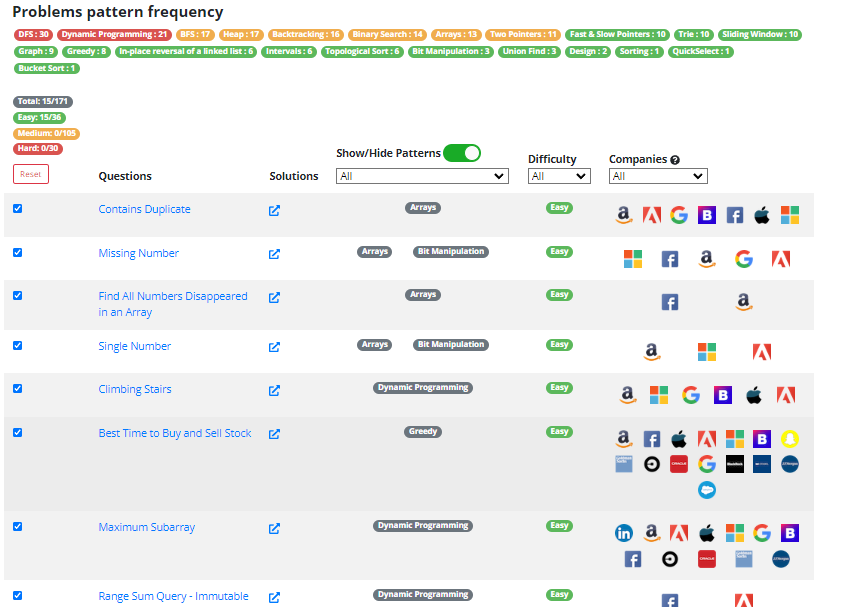 Problems pattern frequency
DFS : 30 Dynamic Programming : 21 BFS : 17 Heap : 17 Backtracking : 16 Binary Search : 14 Arrays : 13 Two Pointers : 11 Fast & Slow Pointers : 10 Trie : 10 Sliding Window : 10
Graph : 9 Greedy : 8 In-place reversal of a linked list : 6 Intervals : 6 Topological Sort : 6 Bit Manipulation : 3 Union Find : 3 Design : 2 Sorting : 1 QuickSelect : 1
Bucket Sort : 1
Total: 15/171
Easy: 15/36
Medium: 0/105
Hard: 0/30
Show/Hide Patterns Difficulty Companies ?
Reset Questions Solutions All All All
Contains Duplicate Arrays Easy
Missing Number Arrays Bit Manipulation Easy
Find All Numbers Disappeared Arrays Easy
in an Array
Single Number Arrays Bit Manipulation Easy
Climbing Stairs Dynamic Programming Easy
Best Time to Buy and Sell Stock Greedy Easy
Maximum Subarray Dynamic Programming Easy
Range Sum Query - Immutable Dynamic Programming Easy